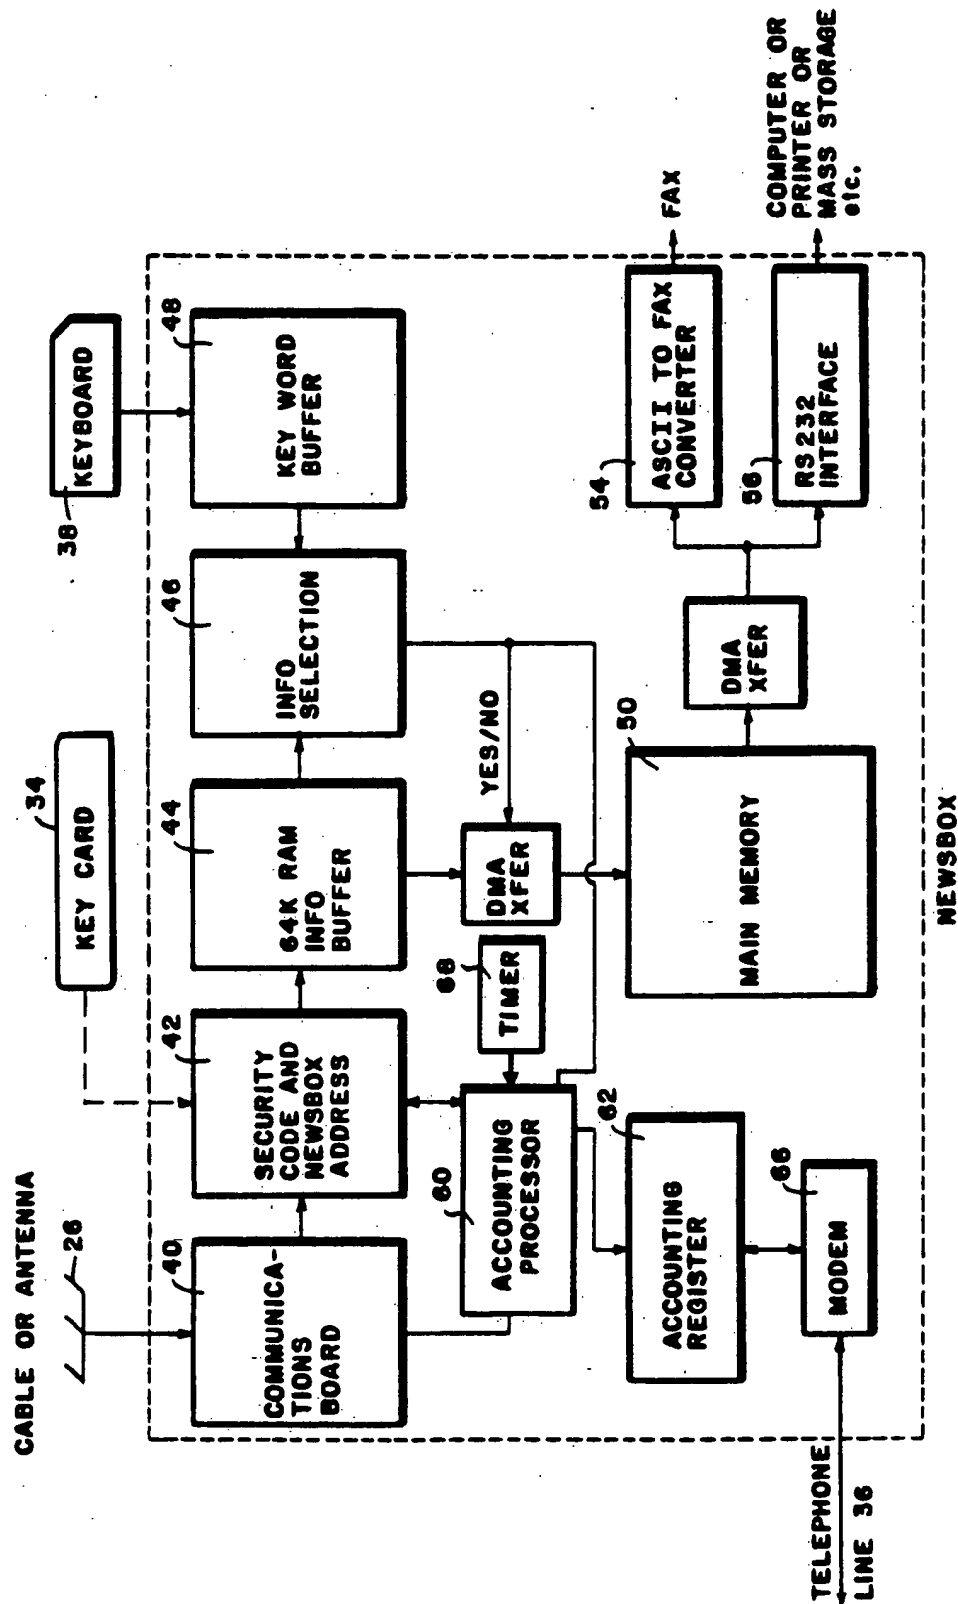 CABLE OR ANTENNA
26
KEY CARD
34
KEYBOARD
38
40
COMMUNICA-
TIONS
BOARD
42
SECURITY
CODE AND
NEWSBOX
ADDRESS
44
64K RAM
INFO
BUFFER
46
INFO
SELECTION
48
KEY WORD
BUFFER
YES/NO
DMA
XFER
68
TIMER
60
ACCOUNTING
PROCESSOR
62
ACCOUNTING
REGISTER
66
MODEM
TELEPHONE
LINE 36
50
MAIN MEMORY
DMA
XFER
54
ASCII TO FAX
CONVERTER
FAX
56
RS232
INTERFACE
COMPUTER OR
PRINTER OR
MASS STORAGE
etc.
NEWSBOX